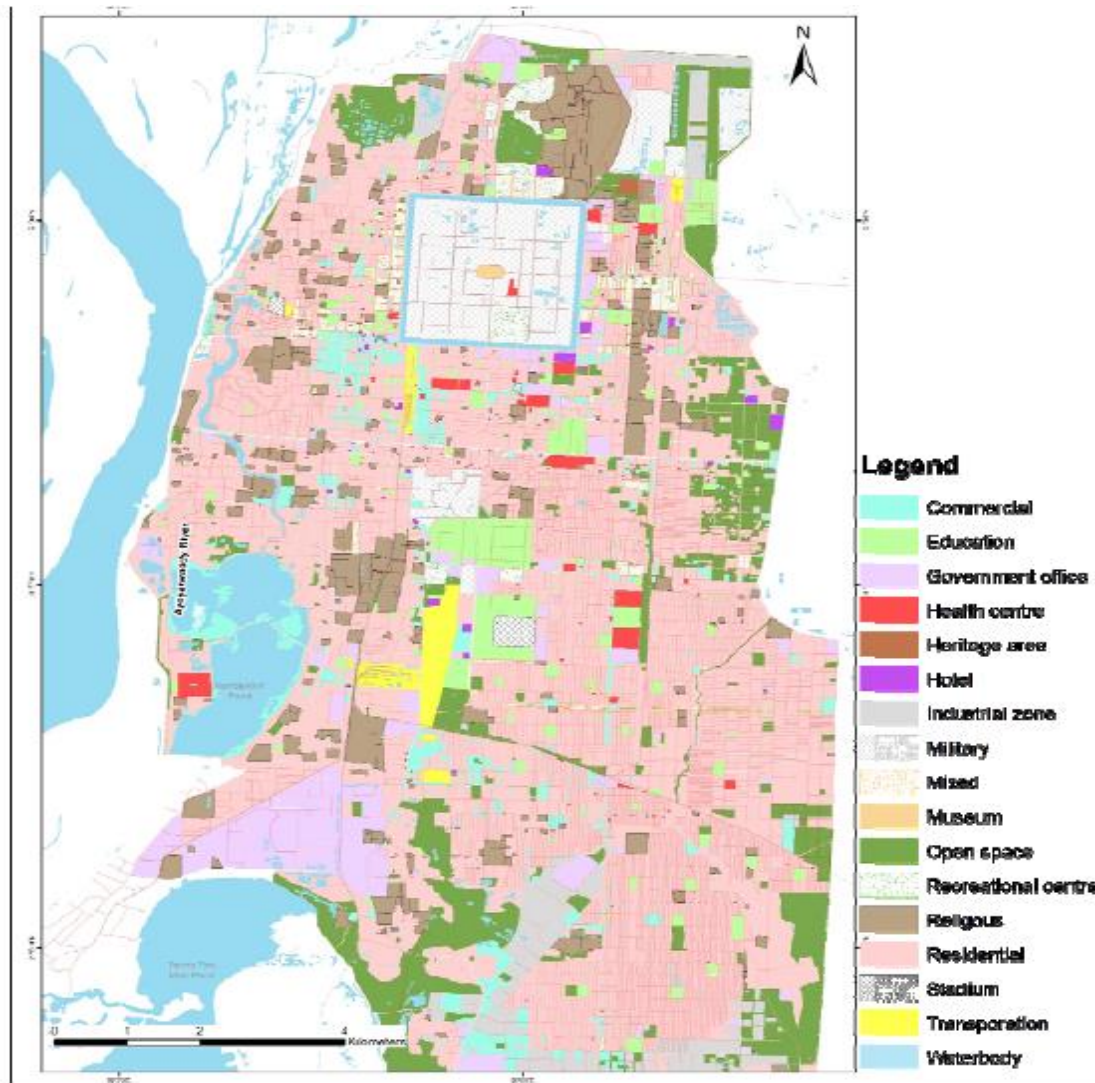 N
Ayeyarwaddy River
Legend
Commercial
Education
Government office
Health centre
Heritage area
Hotel
Industrial zone
Military
Mixed
Museum
Open space
Recreational centre
Religous
Residential
Stadium
Transporation
Waterbody
0 1 2 4
Kilometers